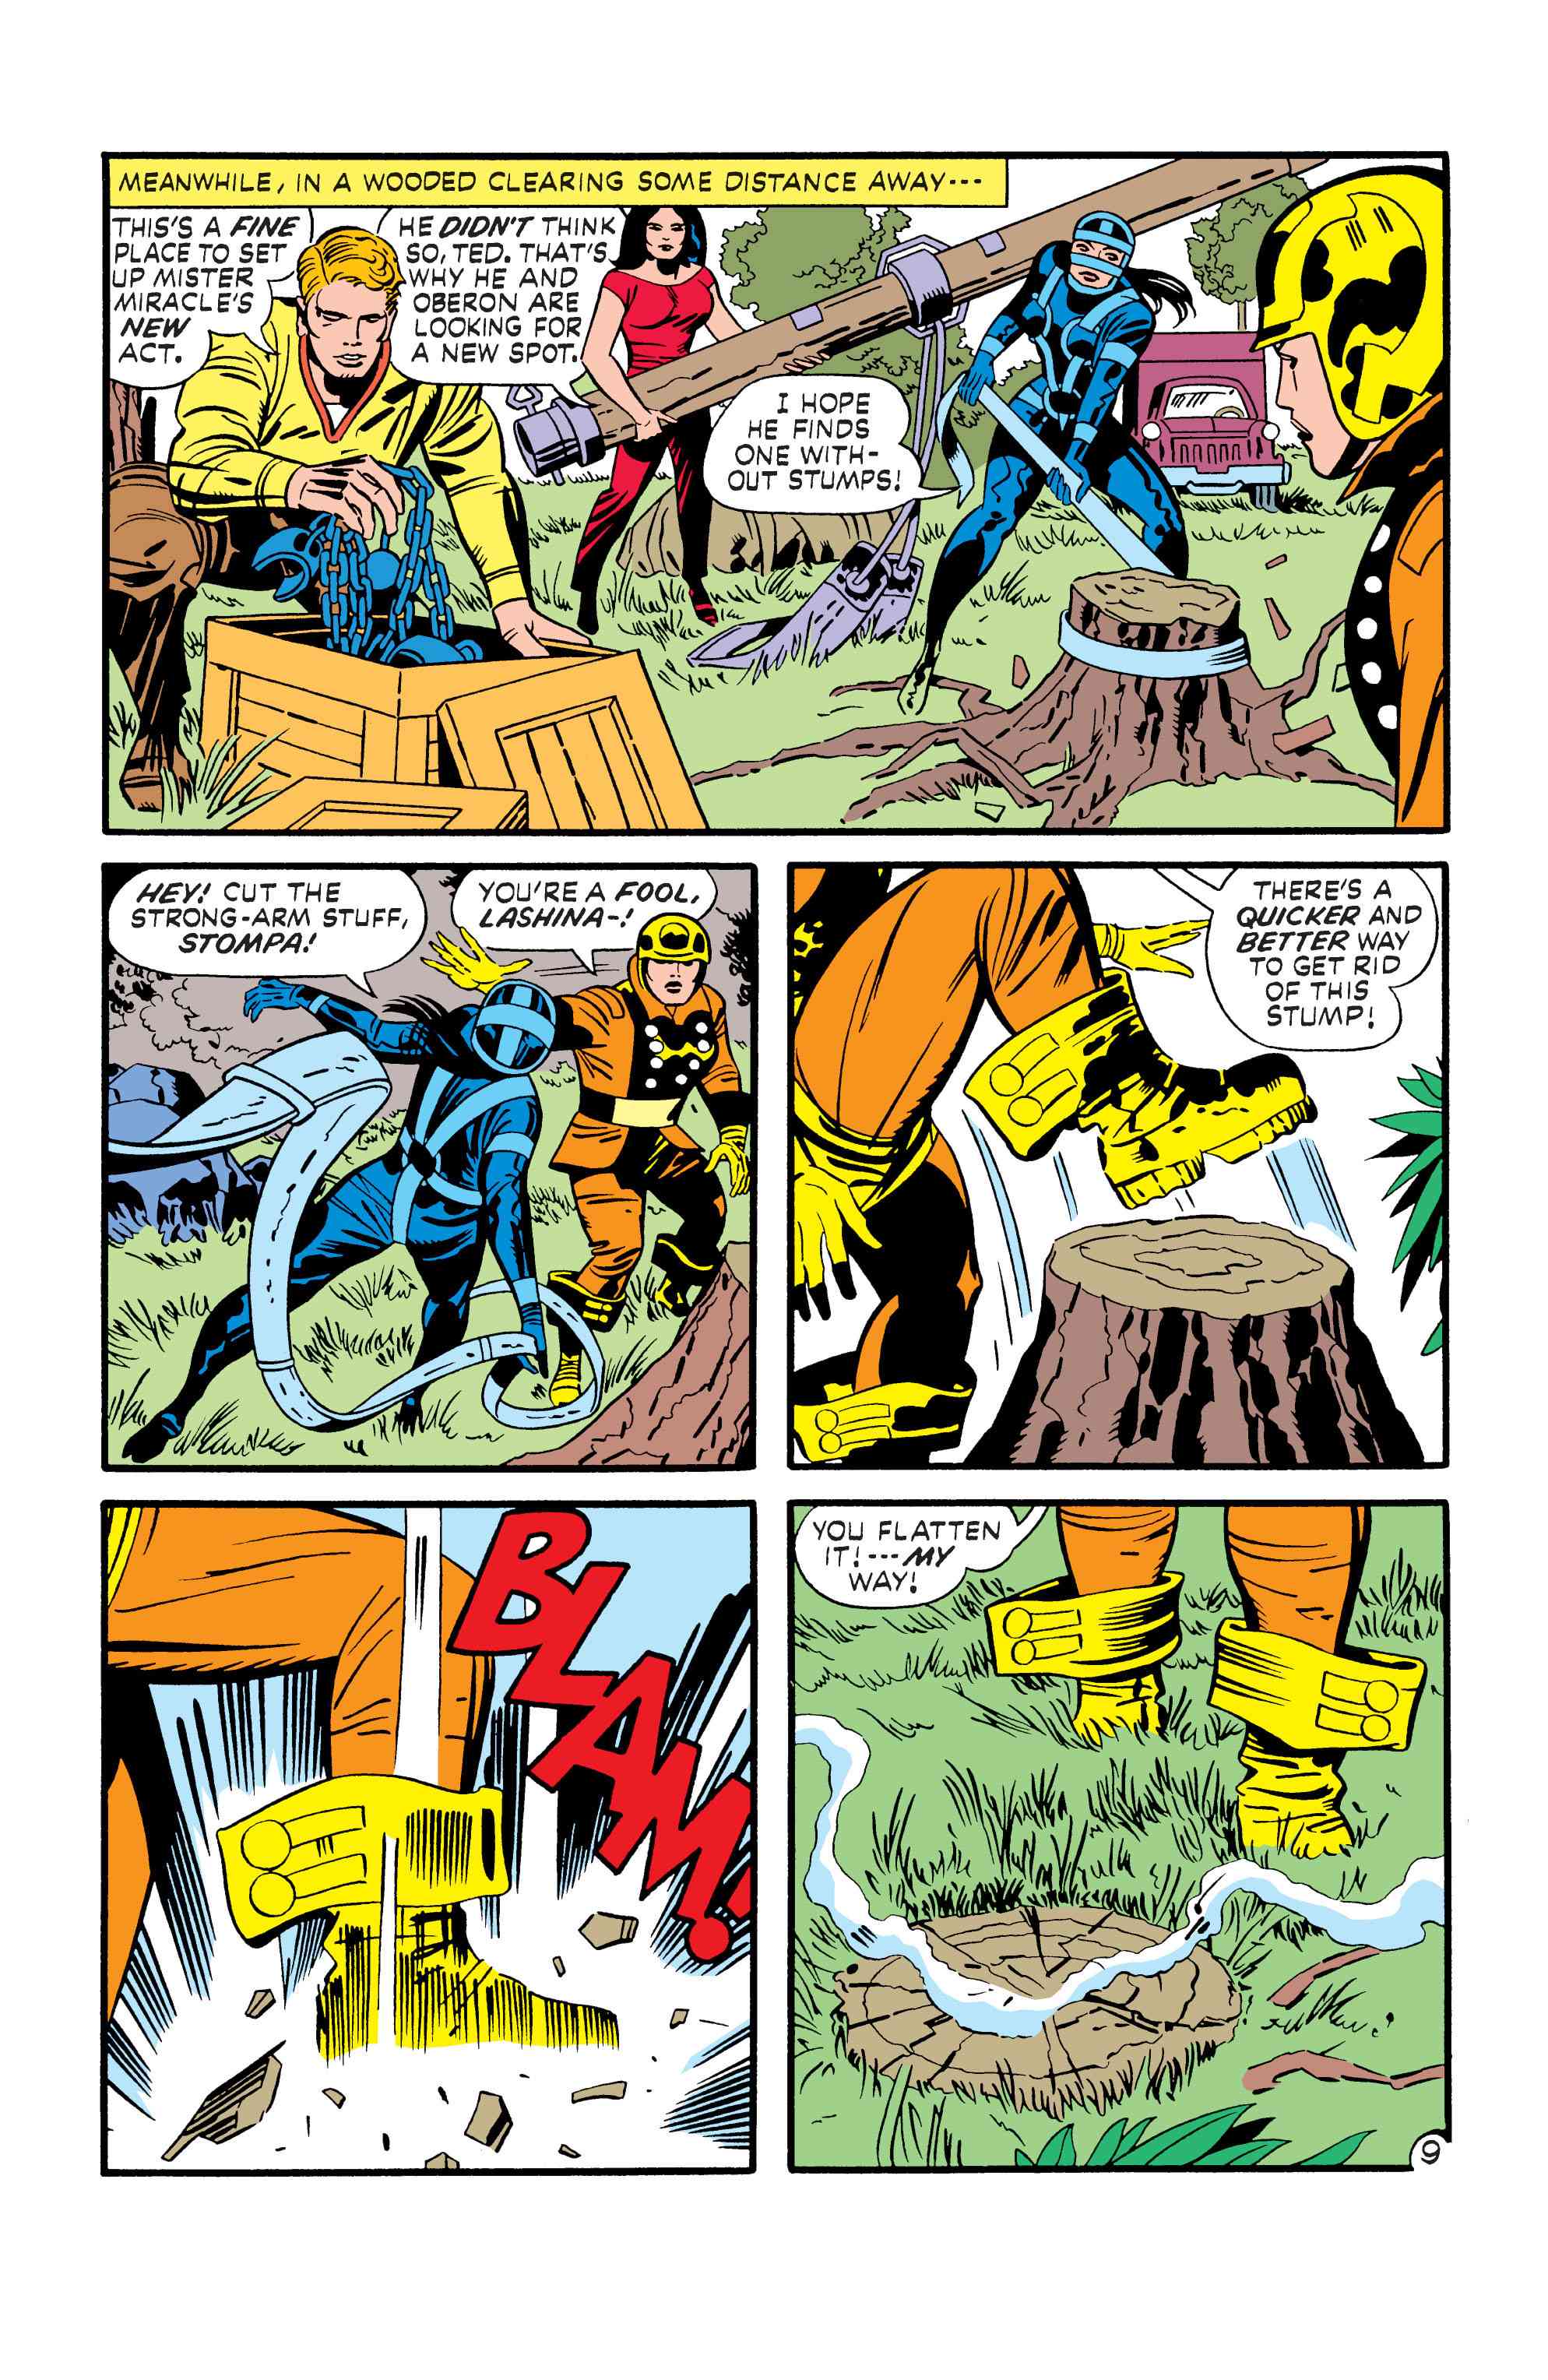 MEANWHILE, IN A WOODED CLEARING SOME DISTANCE AWAY---
THIS'S A FINE
PLACE TO SET
UP MISTER
MIRACLE'S
NEW
ACT.
HE DIDN'T THINK
SO, TED. THAT'S
WHY HE AND
OBERON ARE
LOOKING FOR
A NEW SPOT.
I HOPE
HE FINDS
ONE WITH-
OUT STUMPS!
HEY! CUT THE
STRONG-ARM STUFF,
STOMPA!
YOU'RE A FOOL,
LASHINA-!
THERE'S A
QUICKER AND
BETTER WAY
TO GET RID
OF THIS
STUMP!
BLAM!
YOU FLATTEN
IT!---MY
WAY!
9